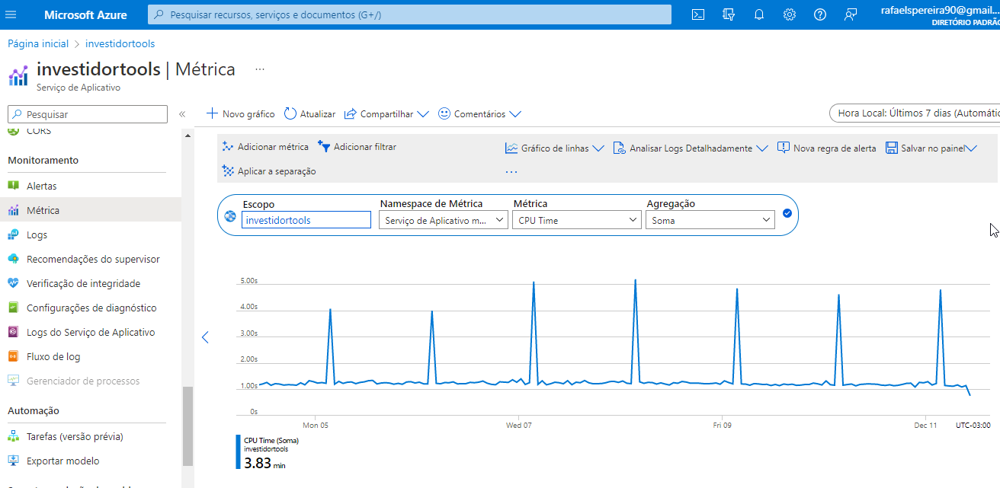 Microsoft Azure
Pesquisar recursos, serviços e documentos (G+/)
rafaelspereira90@gmail...
DIRETÓRIO PADRÃO
Página inicial > investidortools
investidortools | Métrica ...
Serviço de Aplicativo
Pesquisar
«
Novo gráfico Atualizar Compartilhar Comentários
Hora Local: Últimos 7 dias (Automátic
CORS
Monitoramento
Alertas
Métrica
Logs
Recomendações do supervisor
Verificação de integridade
Configurações de diagnóstico
Logs do Serviço de Aplicativo
Fluxo de log
Gerenciador de processos
Automação
Tarefas (versão prévia)
Exportar modelo
Adicionar métrica Adicionar filtrar
Gráfico de linhas Analisar Logs Detalhadamente Nova regra de alerta Salvar no painel
Aplicar a separação ...
Escopo Namespace de Métrica Métrica Agregação
investidortools Serviço de Aplicativo m... CPU Time Soma
5.00s
4.00s
3.00s
2.00s
1.00s
0s
Mon 05 Wed 07 Fri 09 Dec 11 UTC-03:00
CPU Time (Soma)
investidortools
3.83 min